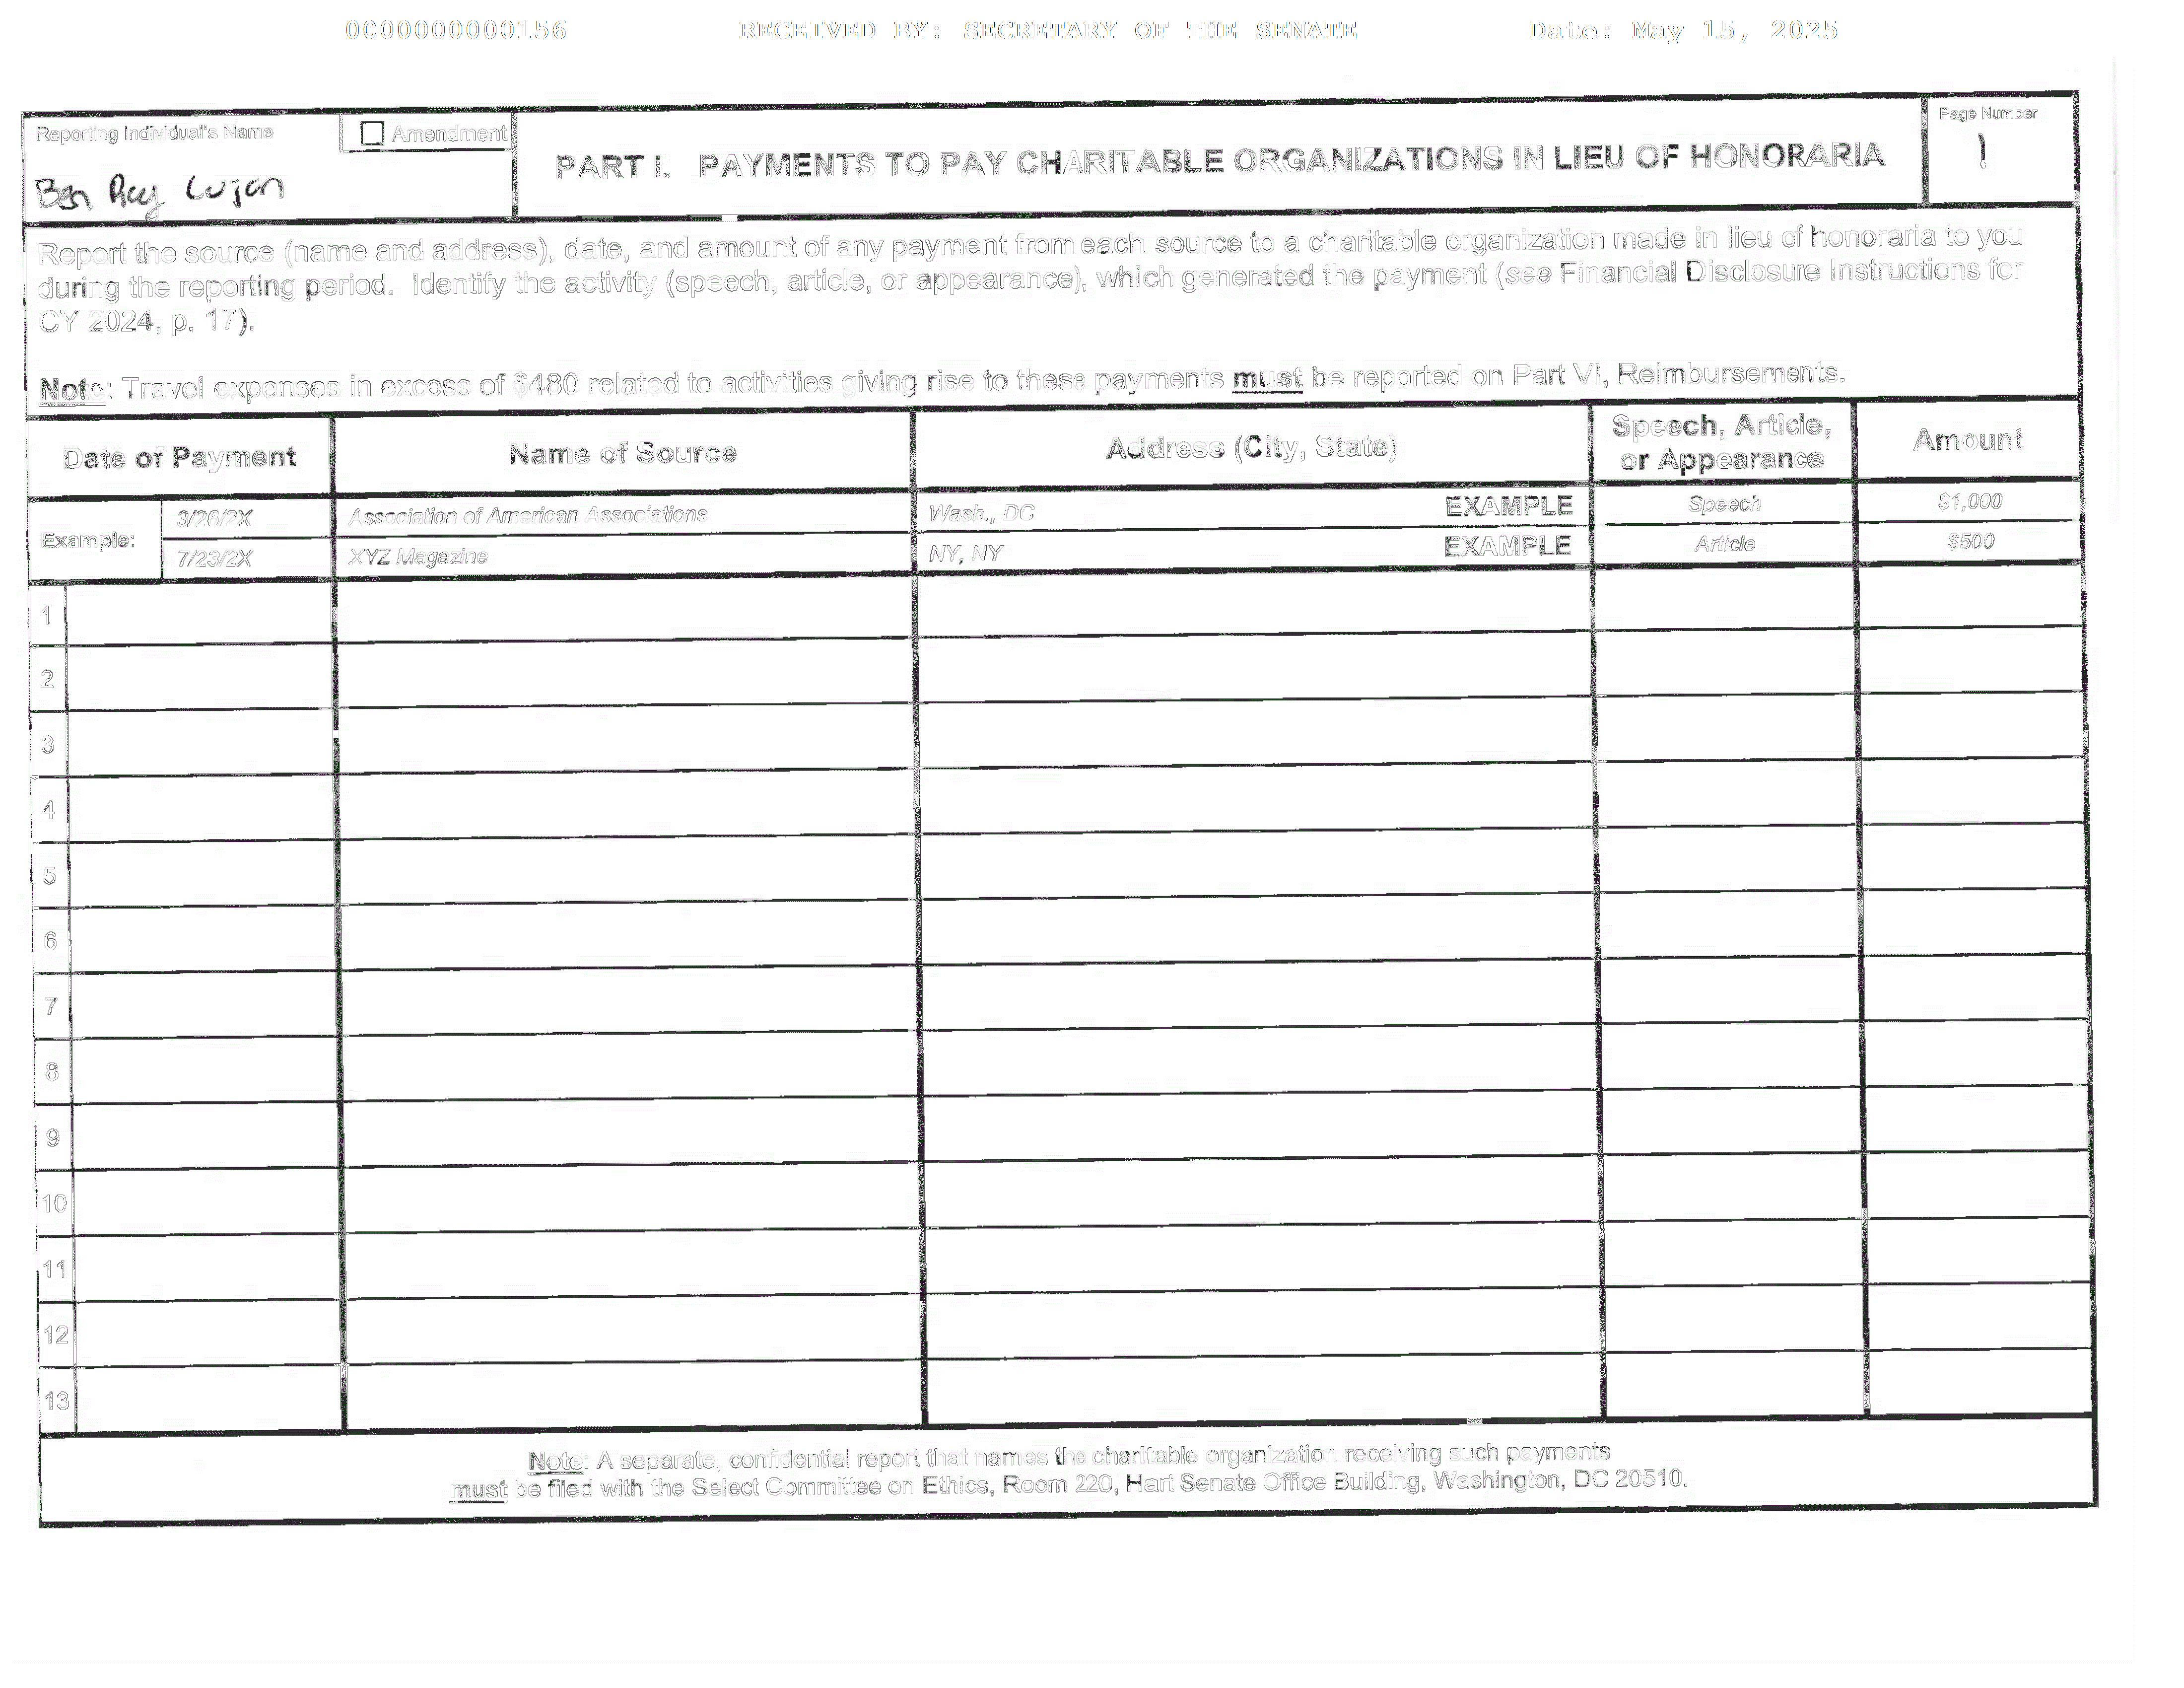 0000000000156 RECEIVED BY: SECRETARY OF THE SENATE Date: May 15, 2025
Reporting Individual's Name
Amendment
Ben Ray Lujan
PART I. PAYMENTS TO PAY CHARITABLE ORGANIZATIONS IN LIEU OF HONORARIA
Page Number
1
Report the source (name and address), date, and amount of any payment from each source to a charitable organization made in lieu of honoraria to you
during the reporting period. Identify the activity (speech, article, or appearance), which generated the payment (see Financial Disclosure Instructions for
CY 2024, p. 17).
Note: Travel expenses in excess of $480 related to activities giving rise to these payments must be reported on Part VI, Reimbursements.
Date of Payment
Name of Source
Address (City, State)
Speech, Article,
or Appearance
Amount
Example:
3/26/2X Association of American Associations Wash., DC EXAMPLE Speech $1,000
7/23/2X XYZ Magazine NY, NY EXAMPLE Article $500
1
2
3
4
5
6
7
8
9
10
11
12
13
Note: A separate, confidential report that names the charitable organization receiving such payments
must be filed with the Select Committee on Ethics, Room 220, Hart Senate Office Building, Washington, DC 20510.